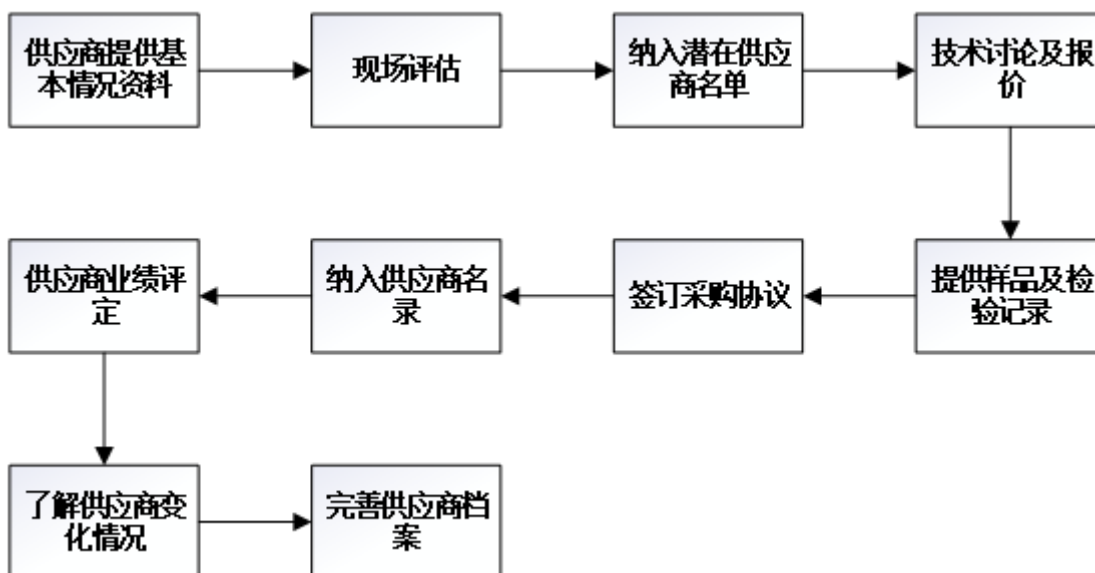 供应商提供基
本情况资料
现场评估
纳入潜在供应
商名单
技术讨论及报
价
供应商业绩评
定
纳入供应商名
录
签订采购协议
提供样品及检
验记录
了解供应商变
化情况
完善供应商档
案